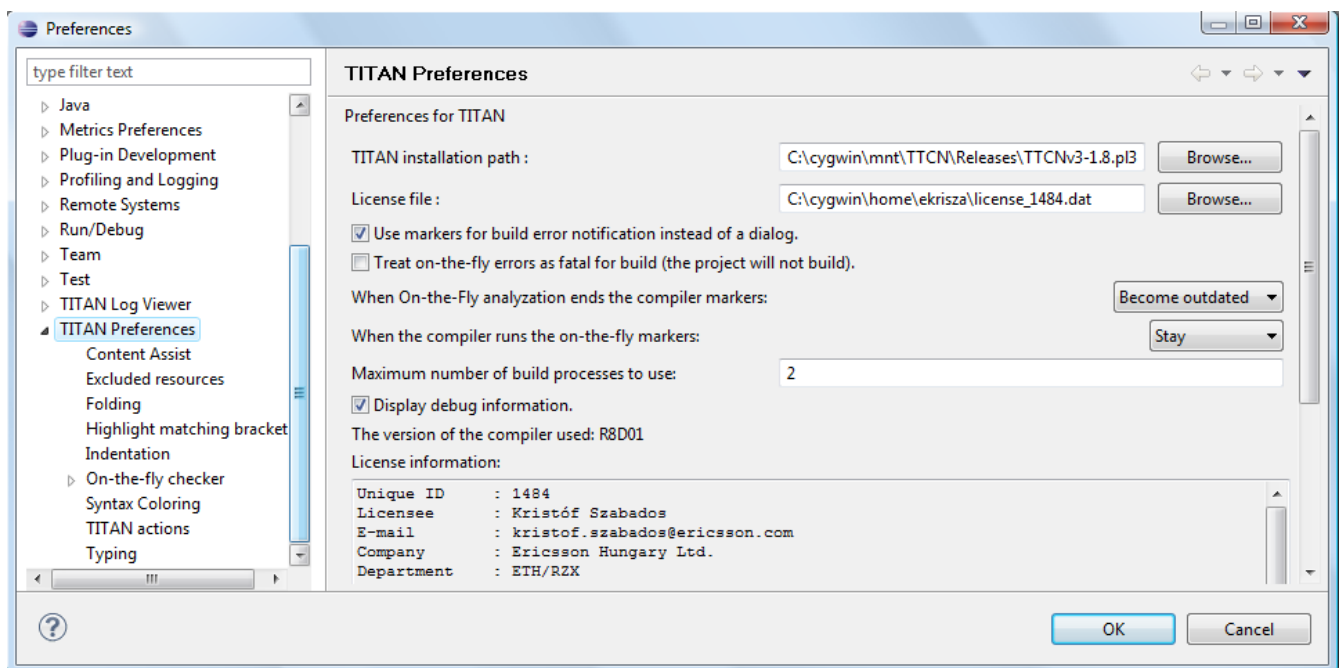 Preferences
type filter text
Java
Metrics Preferences
Plug-in Development
Profiling and Logging
Remote Systems
Run/Debug
Team
Test
TITAN Log Viewer
TITAN Preferences
Content Assist
Excluded resources
Folding
Highlight matching bracket
Indentation
On-the-fly checker
Syntax Coloring
TITAN actions
Typing
TITAN Preferences
Preferences for TITAN
TITAN installation path : C:\cygwin\mnt\TTCN\Releases\TTCNv3-1.8.pl3 Browse...
License file : C:\cygwin\home\ekrisza\license_1484.dat Browse...
Use markers for build error notification instead of a dialog.
Treat on-the-fly errors as fatal for build (the project will not build).
When On-the-Fly analyzation ends the compiler markers: Become outdated
When the compiler runs the on-the-fly markers: Stay
Maximum number of build processes to use: 2
Display debug information.
The version of the compiler used: R8D01
License information:
Unique ID : 1484
Licensee : Kristóf Szabados
E-mail : kristof.szabados@ericsson.com
Company : Ericsson Hungary Ltd.
Department : ETH/RZX
? OK Cancel